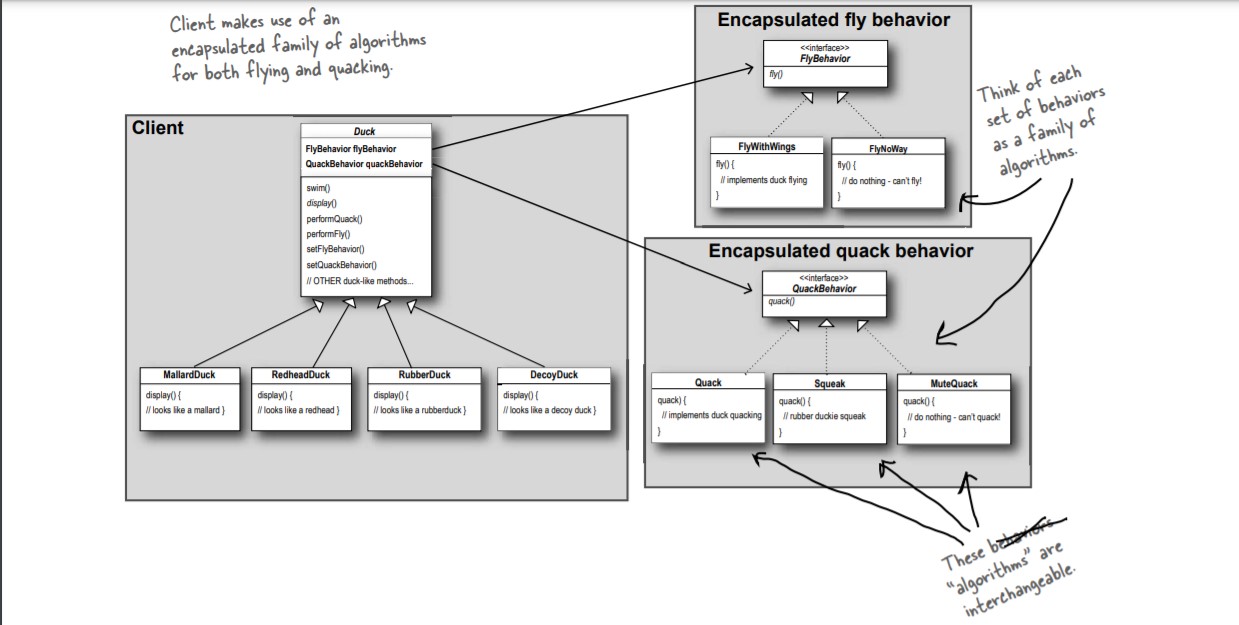 Client makes use of an
encapsulated family of algorithms
for both flying and quacking.
Client
Duck
FlyBehavior flyBehavior
QuackBehavior quackBehavior
swim()
display()
performQuack()
performFly()
setFlyBehavior()
setQuackBehavior()
// OTHER duck-like methods...
MallardDuck
display() {
// looks like a mallard }
RedheadDuck
display() {
// looks like a redhead }
RubberDuck
display() {
// looks like a rubberduck }
DecoyDuck
display() {
// looks like a decoy duck }
Encapsulated fly behavior
<<interface>>
FlyBehavior
fly()
FlyWithWings
fly() {
// implements duck flying
}
FlyNoWay
fly() {
// do nothing - can't fly!
}
Think of each
set of behaviors
as a family of
algorithms.
Encapsulated quack behavior
<<interface>>
QuackBehavior
quack()
Quack
quack) {
// implements duck quacking
}
Squeak
quack() {
// rubber duckie squeak
}
MuteQuack
quack() {
// do nothing - can't quack!
}
These behaviors
"algorithms" are
interchangeable.